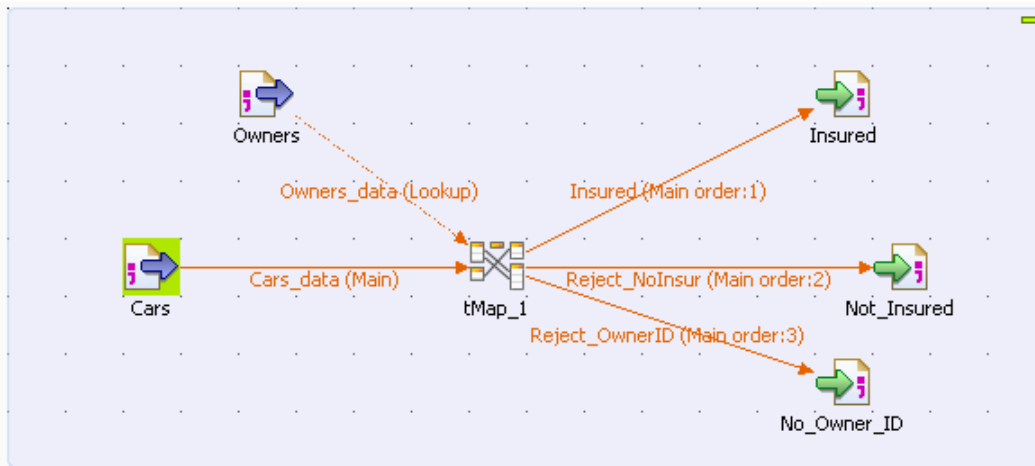 Owners
Insured
Owners_data (Lookup)
Insured (Main order:1)
Cars_data (Main)
Reject_NoInsur (Main order:2)
Cars
tMap_1
Not_Insured
Reject_OwnerID (Main order:3)
No_Owner_ID